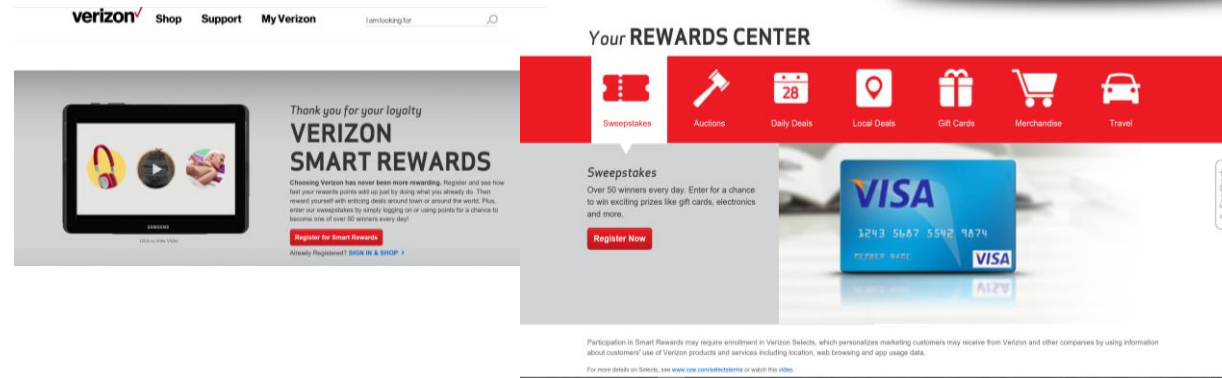 verizon Shop Support My Verizon I am looking for
Thank you for your loyalty
VERIZON
SMART REWARDS
Choosing Verizon has never been more rewarding. Register and see how
fast your rewards points add up just by doing what you already do. Then
reward yourself with enticing deals around town or around the world. Plus,
enter our sweepstakes by simply logging on or using points for a chance to
become one of over 50 winners every day!
Register for Smart Rewards
Already Registered? SIGN IN & SHOP >
SAMSUNG
Click to View Video
Your REWARDS CENTER
28
Sweepstakes Auctions Daily Deals Local Deals Gift Cards Merchandise Travel
Sweepstakes
Over 50 winners every day. Enter for a chance
to win exciting prizes like gift cards, electronics
and more.
Register Now
VISA
1243 5687 5542 9874
MEMBER NAME
VISA
Participation in Smart Rewards may require enrollment in Verizon Selects, which personalizes marketing customers may receive from Verizon and other companies by using information
about customers' use of Verizon products and services including location, web browsing and app usage data.
For more details on Selects, see www.vzw.com/selectsterms or watch this video.